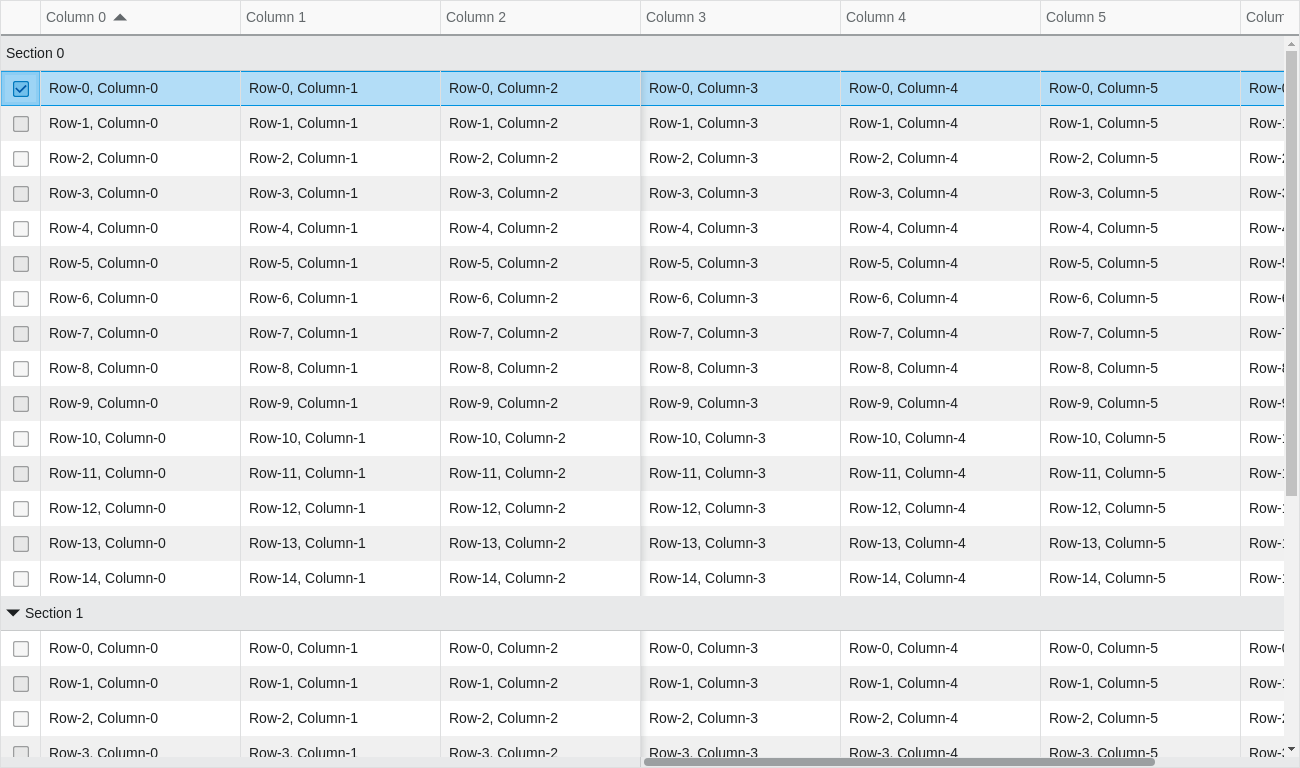 Column 0 Column 1 Column 2 Column 3 Column 4 Column 5 Colum
Section 0
Row-0, Column-0 Row-0, Column-1 Row-0, Column-2 Row-0, Column-3 Row-0, Column-4 Row-0, Column-5 Row-0
Row-1, Column-0 Row-1, Column-1 Row-1, Column-2 Row-1, Column-3 Row-1, Column-4 Row-1, Column-5 Row-1
Row-2, Column-0 Row-2, Column-1 Row-2, Column-2 Row-2, Column-3 Row-2, Column-4 Row-2, Column-5 Row-2
Row-3, Column-0 Row-3, Column-1 Row-3, Column-2 Row-3, Column-3 Row-3, Column-4 Row-3, Column-5 Row-3
Row-4, Column-0 Row-4, Column-1 Row-4, Column-2 Row-4, Column-3 Row-4, Column-4 Row-4, Column-5 Row-4
Row-5, Column-0 Row-5, Column-1 Row-5, Column-2 Row-5, Column-3 Row-5, Column-4 Row-5, Column-5 Row-5
Row-6, Column-0 Row-6, Column-1 Row-6, Column-2 Row-6, Column-3 Row-6, Column-4 Row-6, Column-5 Row-6
Row-7, Column-0 Row-7, Column-1 Row-7, Column-2 Row-7, Column-3 Row-7, Column-4 Row-7, Column-5 Row-7
Row-8, Column-0 Row-8, Column-1 Row-8, Column-2 Row-8, Column-3 Row-8, Column-4 Row-8, Column-5 Row-8
Row-9, Column-0 Row-9, Column-1 Row-9, Column-2 Row-9, Column-3 Row-9, Column-4 Row-9, Column-5 Row-9
Row-10, Column-0 Row-10, Column-1 Row-10, Column-2 Row-10, Column-3 Row-10, Column-4 Row-10, Column-5 Row-1
Row-11, Column-0 Row-11, Column-1 Row-11, Column-2 Row-11, Column-3 Row-11, Column-4 Row-11, Column-5 Row-1
Row-12, Column-0 Row-12, Column-1 Row-12, Column-2 Row-12, Column-3 Row-12, Column-4 Row-12, Column-5 Row-1
Row-13, Column-0 Row-13, Column-1 Row-13, Column-2 Row-13, Column-3 Row-13, Column-4 Row-13, Column-5 Row-1
Row-14, Column-0 Row-14, Column-1 Row-14, Column-2 Row-14, Column-3 Row-14, Column-4 Row-14, Column-5 Row-1
Section 1
Row-0, Column-0 Row-0, Column-1 Row-0, Column-2 Row-0, Column-3 Row-0, Column-4 Row-0, Column-5 Row-0
Row-1, Column-0 Row-1, Column-1 Row-1, Column-2 Row-1, Column-3 Row-1, Column-4 Row-1, Column-5 Row-1
Row-2, Column-0 Row-2, Column-1 Row-2, Column-2 Row-2, Column-3 Row-2, Column-4 Row-2, Column-5 Row-2
Row-3, Column-0 Row-3, Column-1 Row-3, Column-2 Row-3, Column-3 Row-3, Column-4 Row-3, Column-5 Row-3